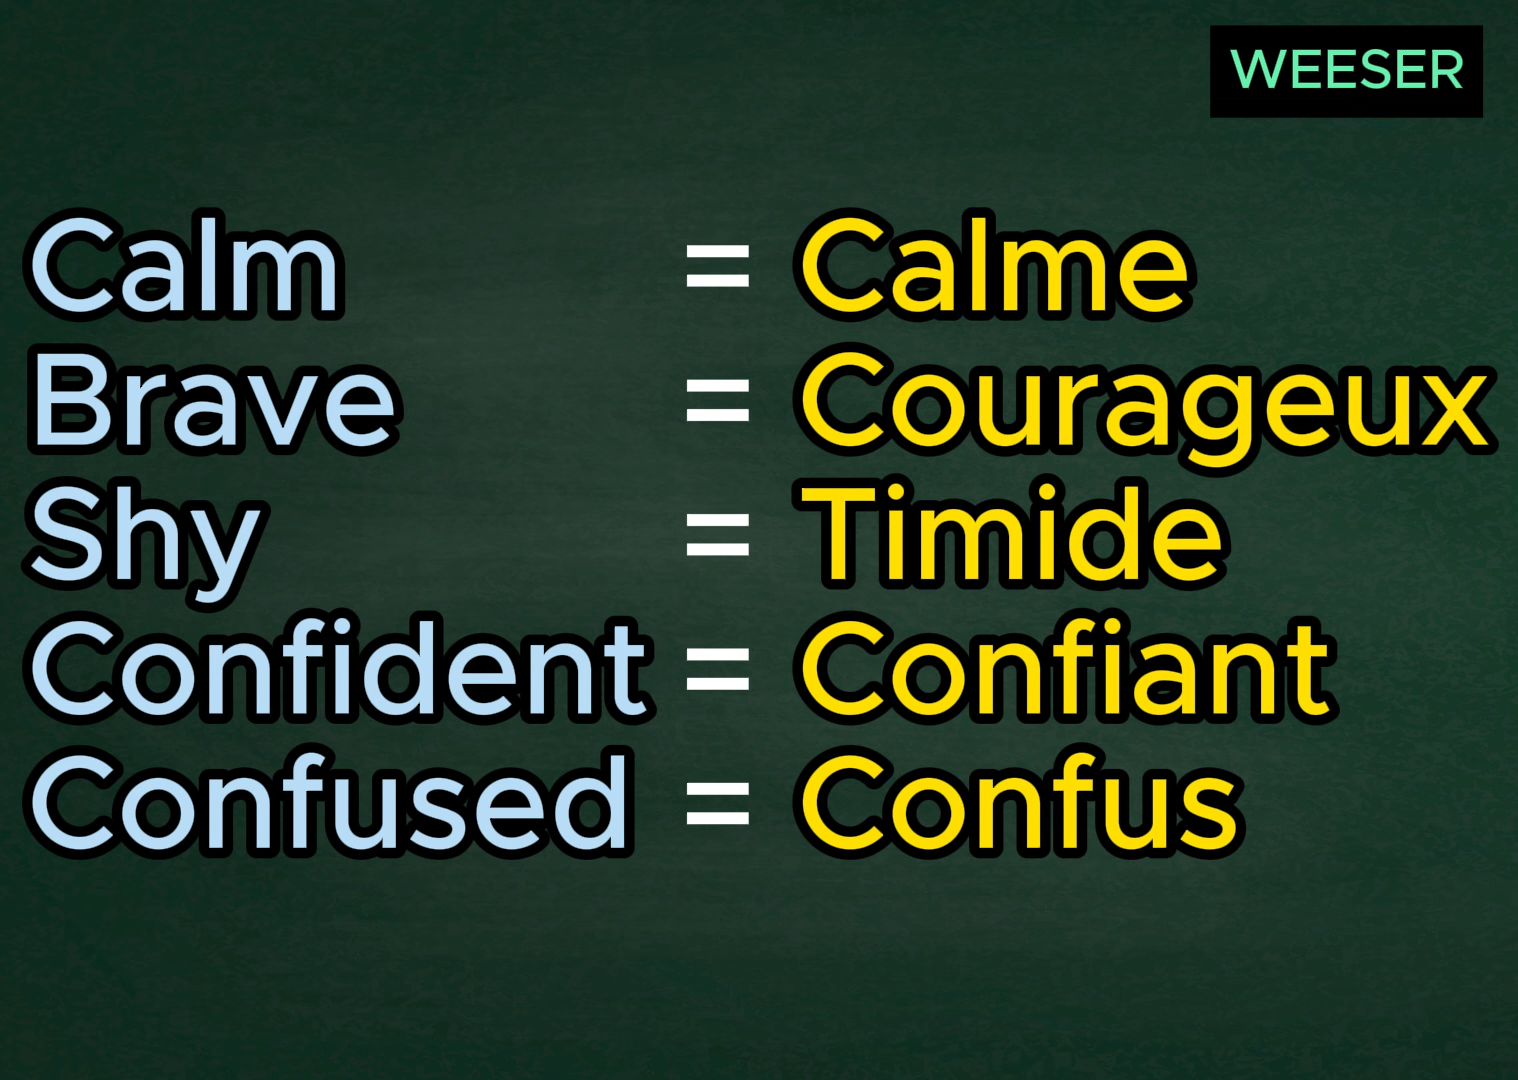 WEESER
Calm = Calme
Brave = Courageux
Shy = Timide
Confident = Confiant
Confused = Confus